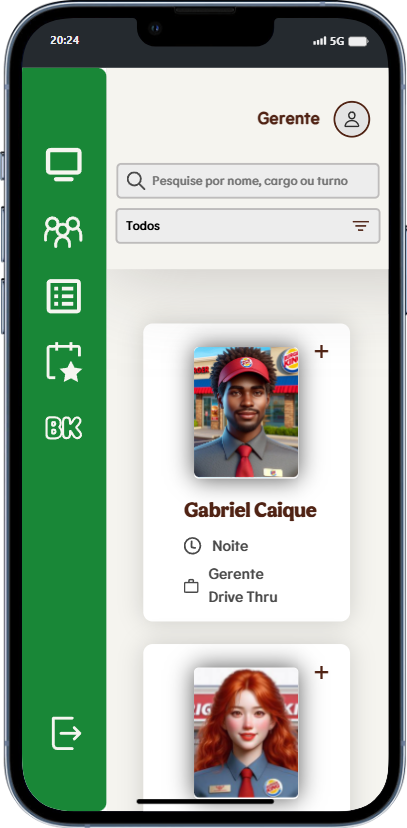 20:24
5G
Gerente
Pesquise por nome, cargo ou turno
Todos
BK
Gabriel Caique
Noite
Gerente
Drive Thru